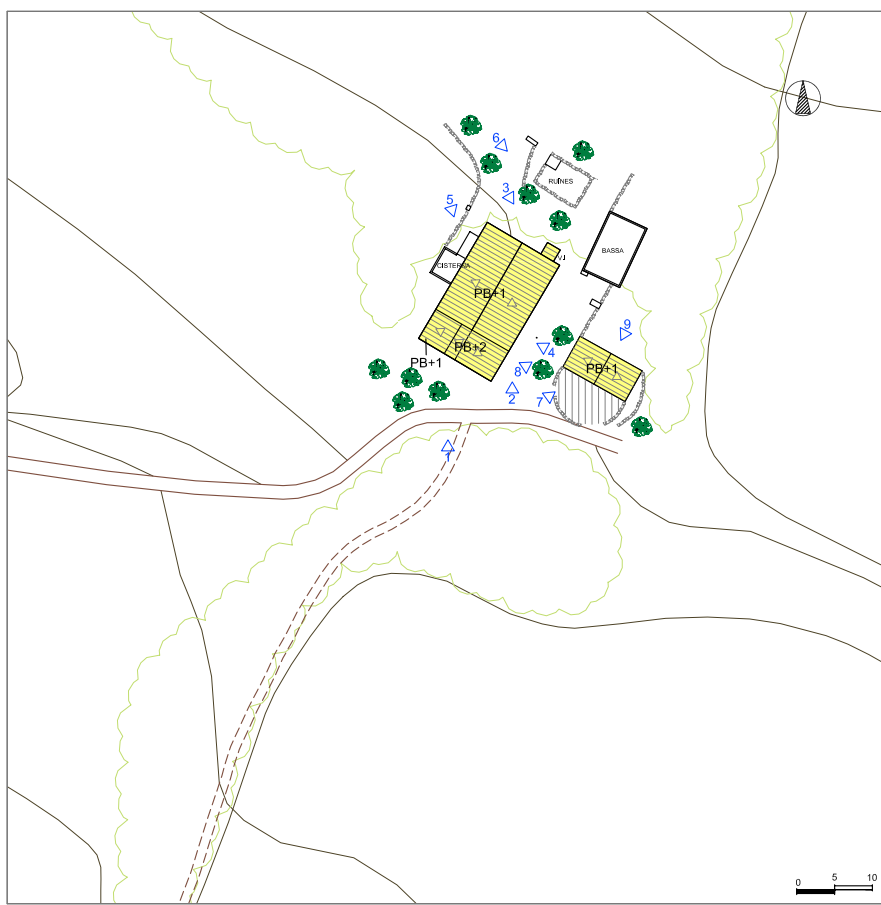 6
RUÏNES
3
5
BASSA
VJ
CISTERNA
PB+1
9
PB+2
4
PB+1
8
PB+1
2
7
1
0 5 10